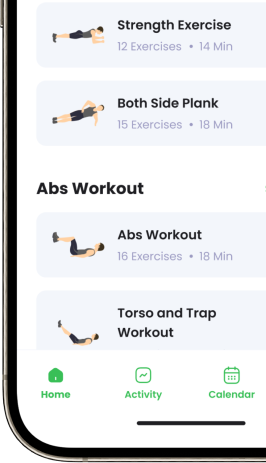 Strength Exercise
12 Exercises • 14 Min
Both Side Plank
15 Exercises • 18 Min
Abs Workout
Abs Workout
16 Exercises • 18 Min
Torso and Trap
Workout
Home
Activity
Calendar